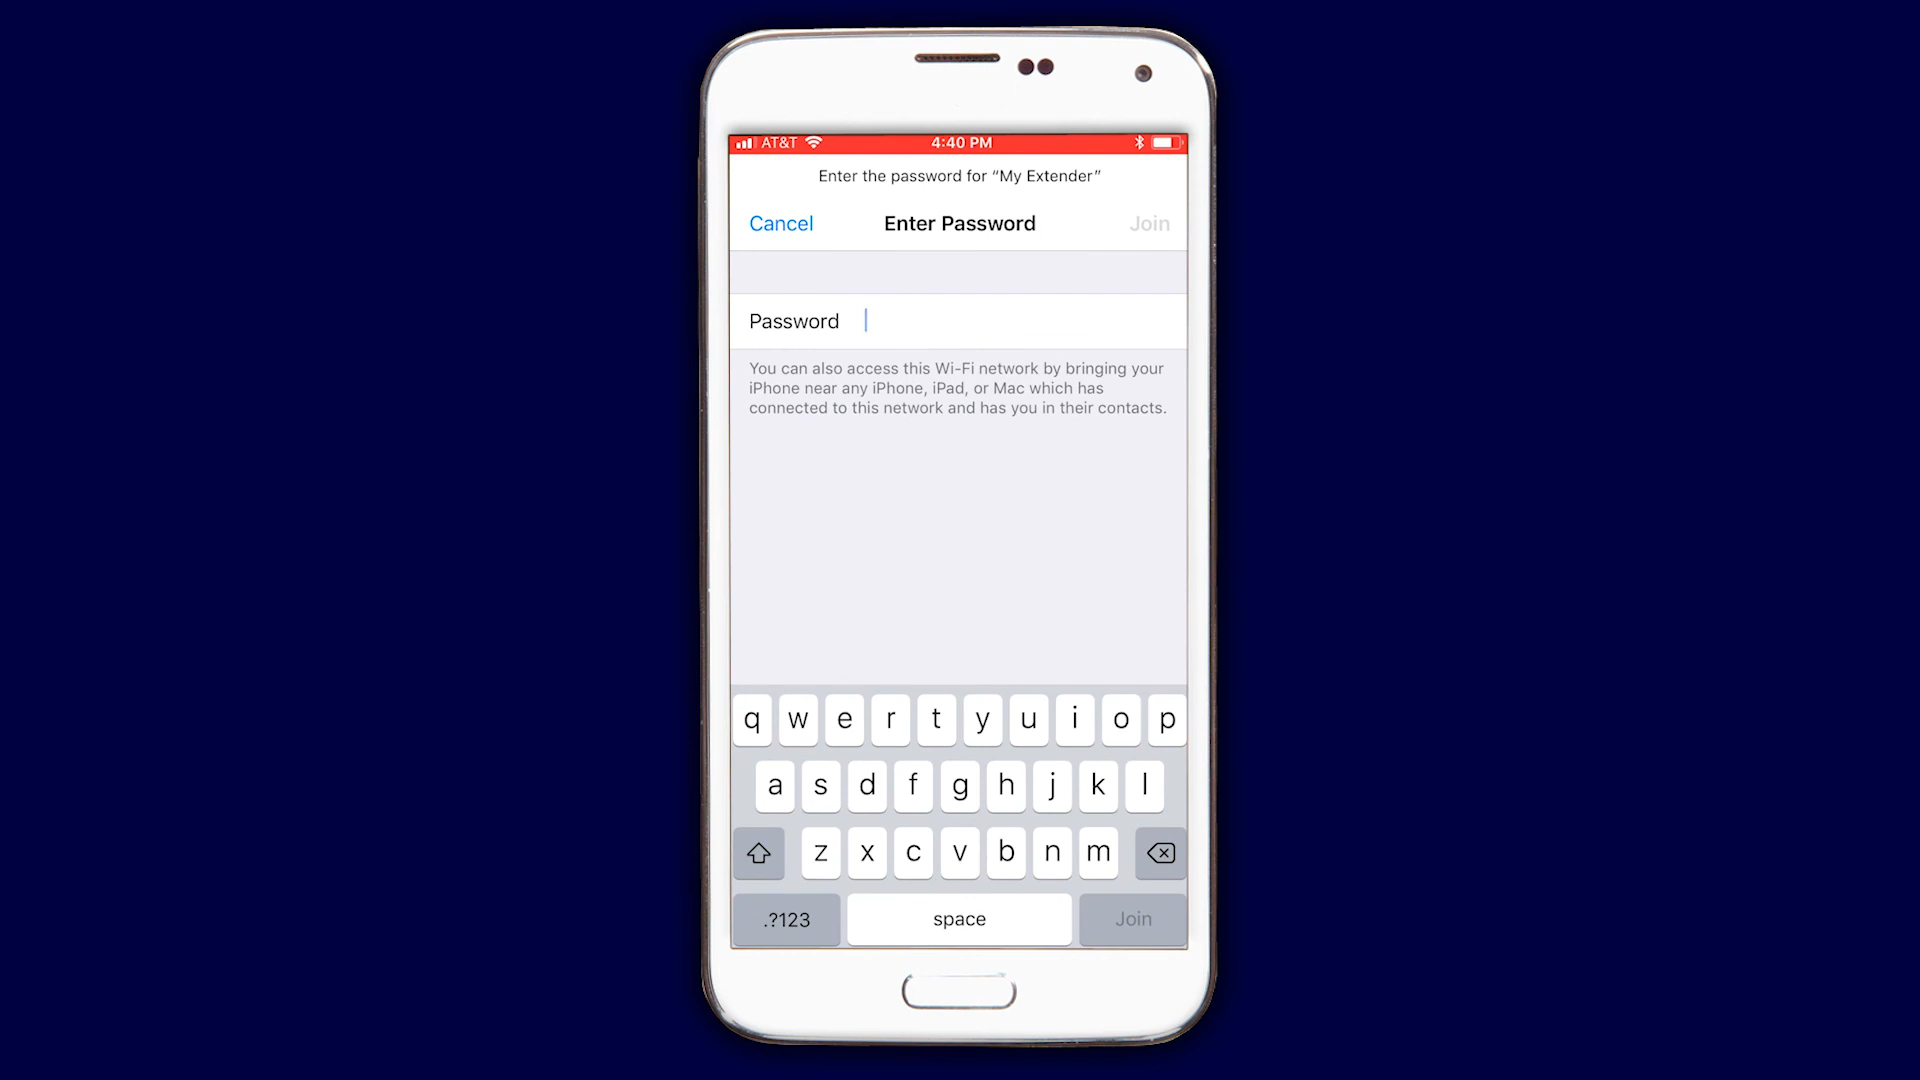 AT&T 4:40 PM
Enter the password for “My Extender”
Cancel Enter Password Join
Password
You can also access this Wi-Fi network by bringing your
iPhone near any iPhone, iPad, or Mac which has
connected to this network and has you in their contacts.
q w e r t y u i o p
a s d f g h j k l
z x c v b n m
.?123 space Join